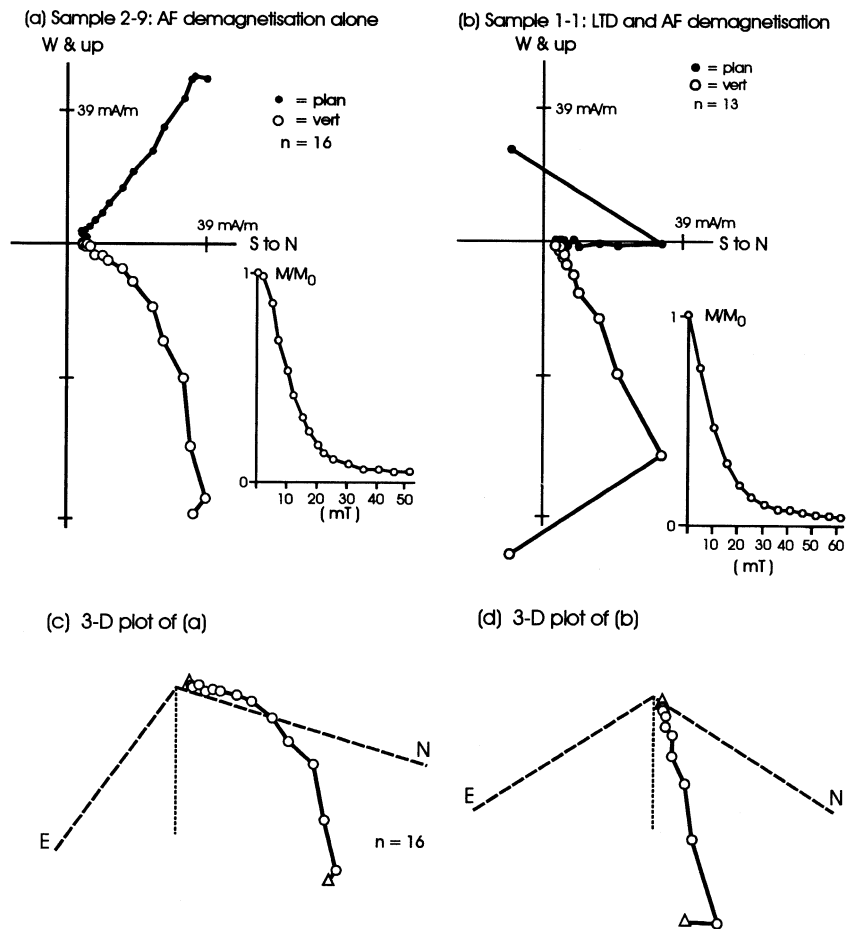 (a) Sample 2-9: AF demagnetisation alone
W & up
39 mA/m
● = plan
○ = vert
n = 16
39 mA/m
S to N
1
M/M₀
0
10 20 30 40 50
(mT)
(b) Sample 1-1: LTD and AF demagnetisation
W & up
39 mA/m
● = plan
○ = vert
n = 13
39 mA/m
S to N
1
M/M₀
0
10 20 30 40 50 60
(mT)
(c) 3-D plot of (a)
N
E
n = 16
(d) 3-D plot of (b)
E
N